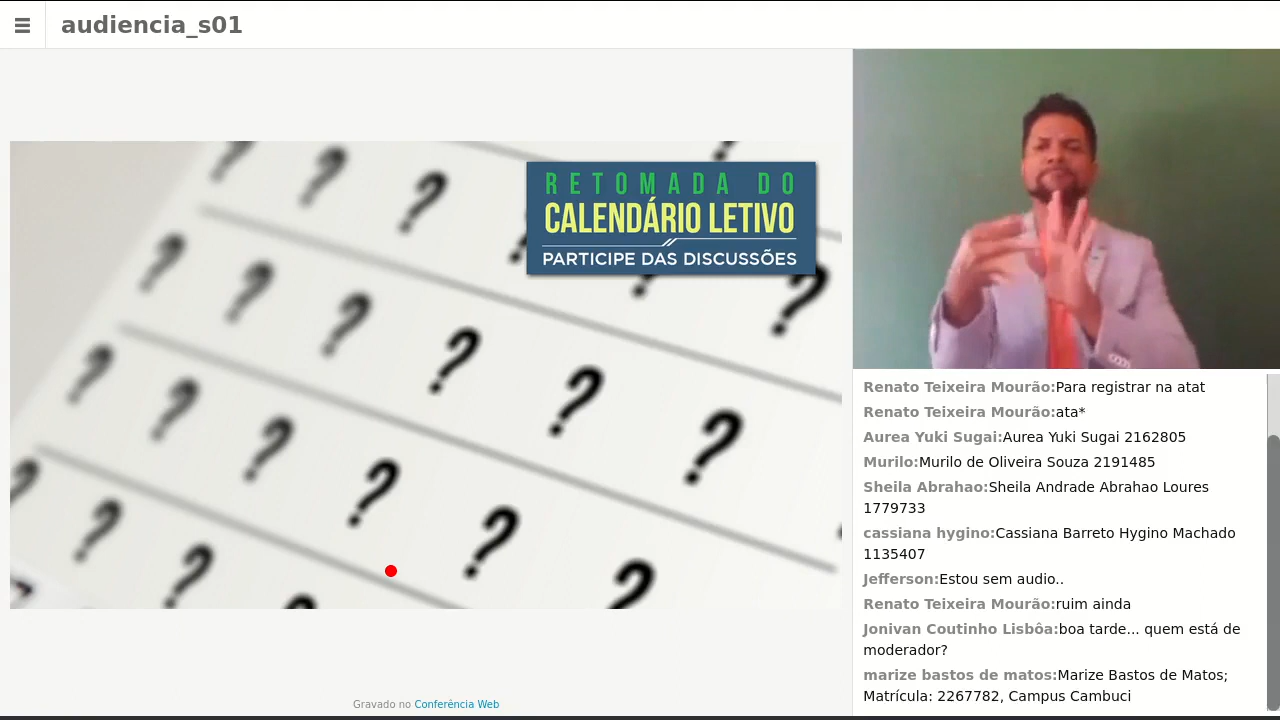 audiencia_s01
RETOMADA DO
CALENDÁRIO LETIVO
PARTICIPE DAS DISCUSSÕES
? ? ?
? ? ? ? ? ?
? ? ? ? ? ?
? ? ? ?
Renato Teixeira Mourão:Para registrar na atat
Renato Teixeira Mourão:ata*
Aurea Yuki Sugai:Aurea Yuki Sugai 2162805
Murilo:Murilo de Oliveira Souza 2191485
Sheila Abrahao:Sheila Andrade Abrahao Loures
1779733
cassiana hygino:Cassiana Barreto Hygino Machado
1135407
Jefferson:Estou sem audio..
Renato Teixeira Mourão:ruim ainda
Jonivan Coutinho Lisbôa:boa tarde... quem está de
moderador?
marize bastos de matos:Marize Bastos de Matos;
Matrícula: 2267782, Campus Cambuci
Gravado no Conferência Web